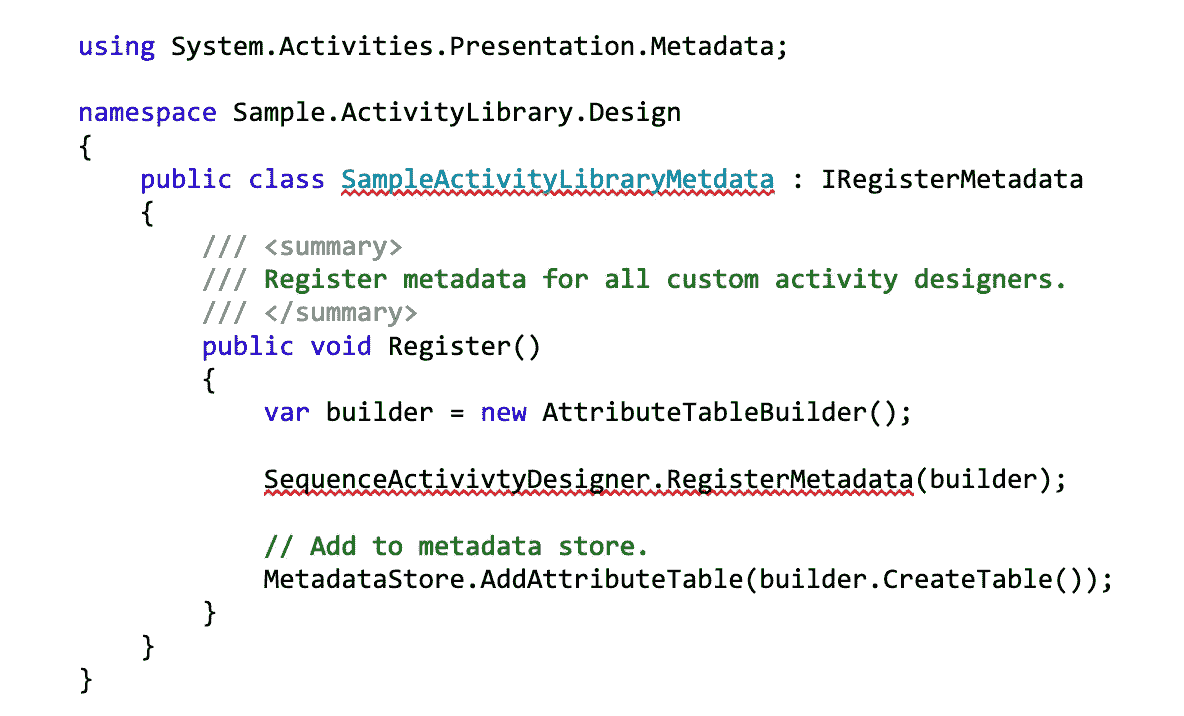 using System.Activities.Presentation.Metadata;
namespace Sample.ActivityLibrary.Design
{
public class SampleActivityLibraryMetdata : IRegisterMetadata
{
/// <summary>
/// Register metadata for all custom activity designers.
/// </summary>
public void Register()
{
var builder = new AttributeTableBuilder();
SequenceActivivtyDesigner.RegisterMetadata(builder);
// Add to metadata store.
MetadataStore.AddAttributeTable(builder.CreateTable());
}
}
}